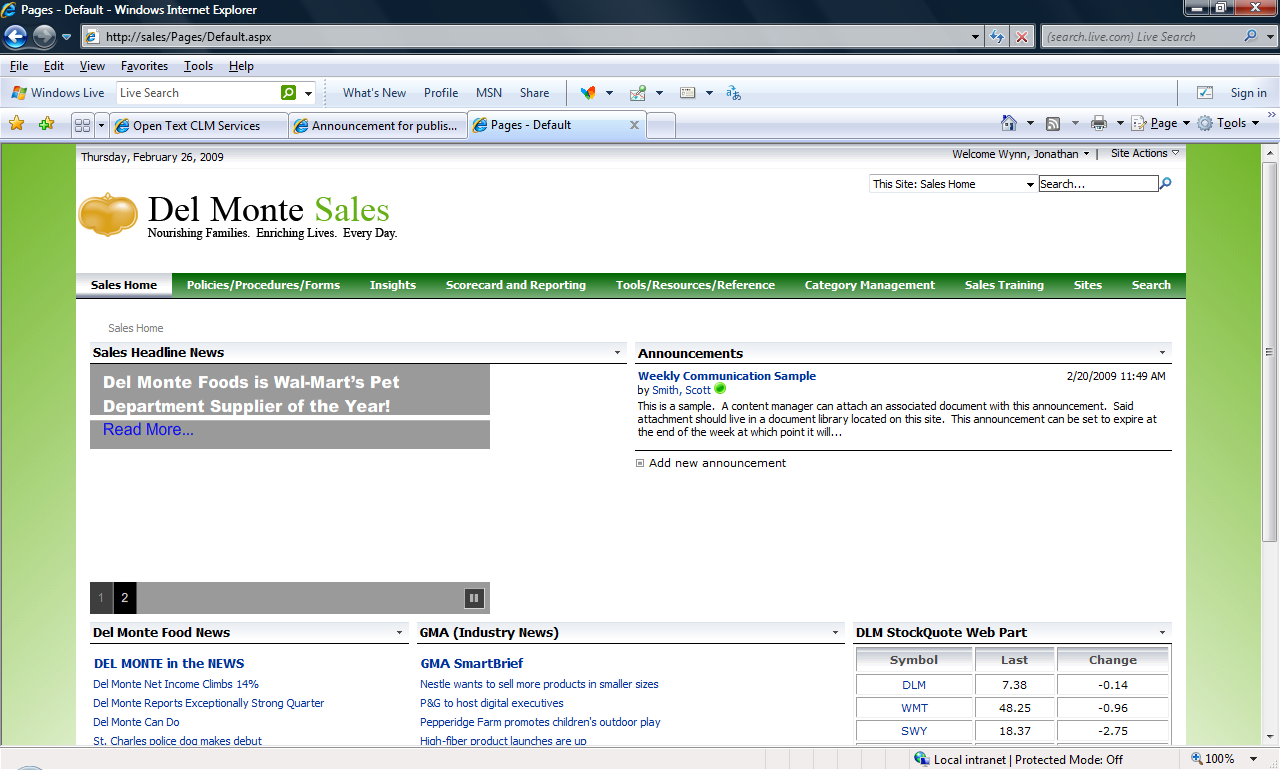 Pages - Default - Windows Internet Explorer
http://sales/Pages/Default.aspx
(search.live.com) Live Search
File Edit View Favorites Tools Help
Windows Live Live Search What's New Profile MSN Share Sign in
Open Text CLM Services Announcement for publis... Pages - Default Page Tools
Thursday, February 26, 2009 Welcome Wynn, Jonathan | Site Actions
This Site: Sales Home Search...
Del Monte Sales
Nourishing Families. Enriching Lives. Every Day.
Sales Home Policies/Procedures/Forms Insights Scorecard and Reporting Tools/Resources/Reference Category Management Sales Training Sites Search
Sales Home
Sales Headline News
Del Monte Foods is Wal-Mart's Pet
Department Supplier of the Year!
Read More...
1 2
Announcements
Weekly Communication Sample 2/20/2009 11:49 AM
by Smith, Scott
This is a sample. A content manager can attach an associated document with this announcement. Said
attachment should live in a document library located on this site. This announcement can be set to expire at
the end of the week at which point it will...
Add new announcement
Del Monte Food News
DEL MONTE in the NEWS
Del Monte Net Income Climbs 14%
Del Monte Reports Exceptionally Strong Quarter
Del Monte Can Do
St. Charles police dog makes debut
GMA (Industry News)
GMA SmartBrief
Nestle wants to sell more products in smaller sizes
P&G to host digital executives
Pepperidge Farm promotes children's outdoor play
High-fiber product launches are up
DLM StockQuote Web Part
Symbol Last Change
DLM 7.38 -0.14
WMT 48.25 -0.96
SWY 18.37 -2.75
Local intranet | Protected Mode: Off 100%